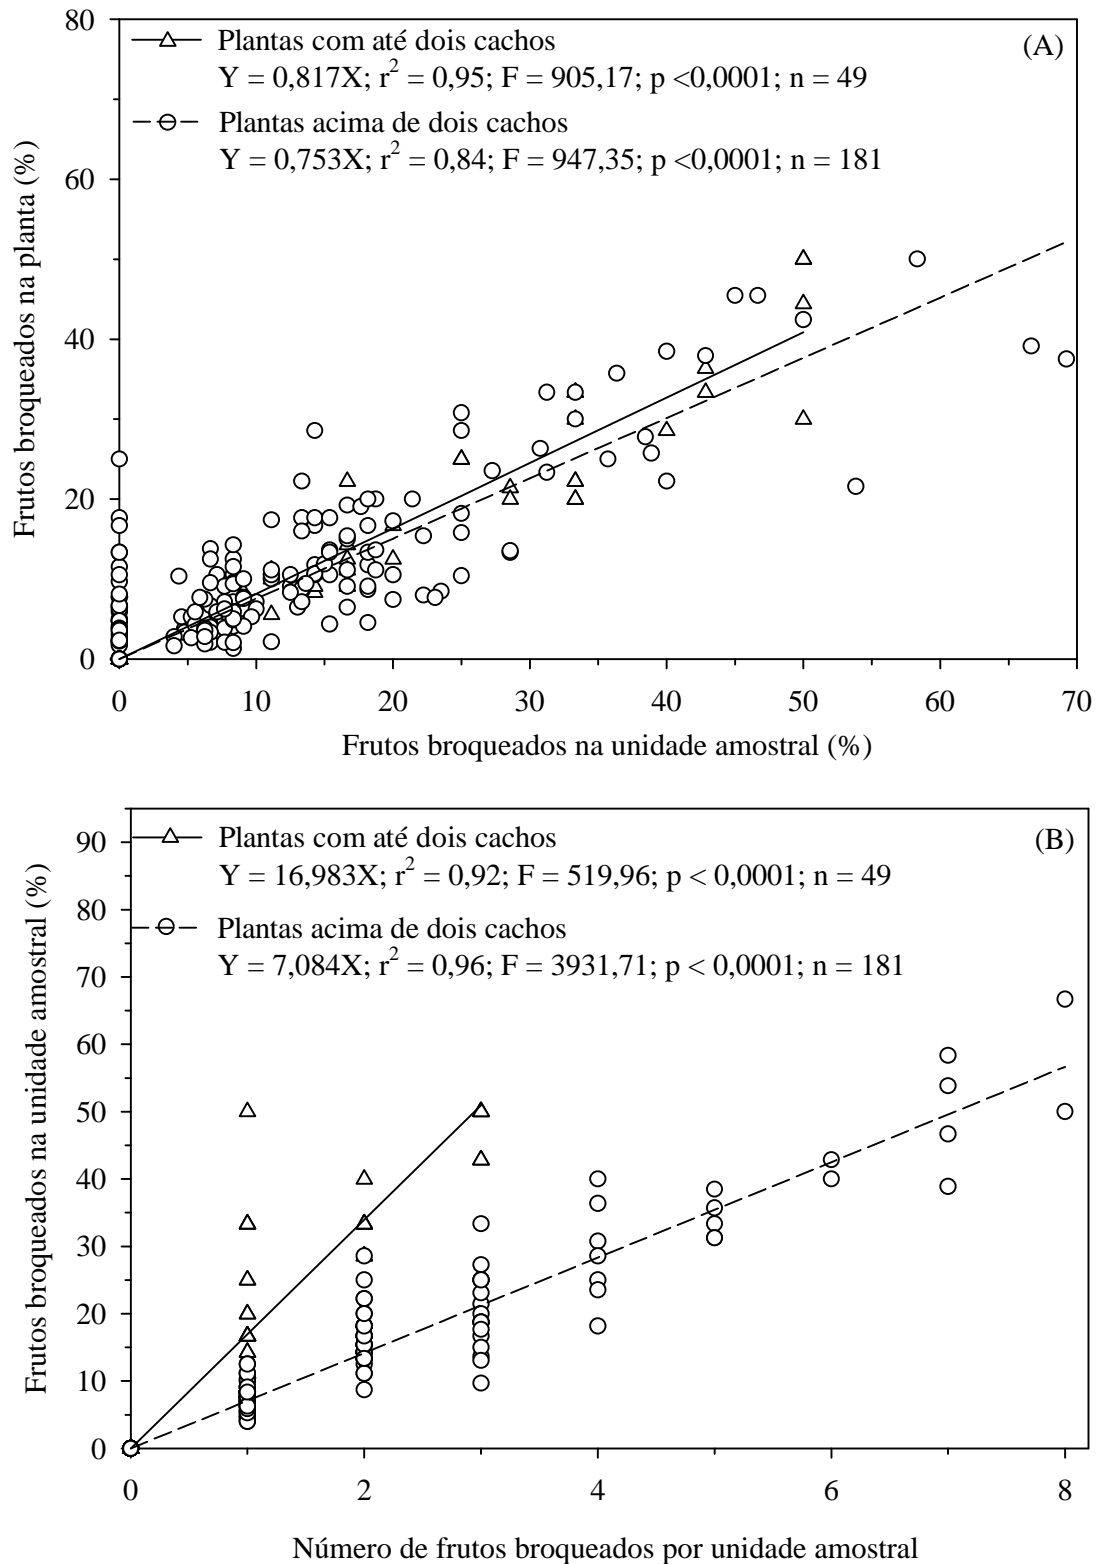 80
60
40
20
0
Frutos broqueados na planta (%)
Plantas com até dois cachos
(A)
Y = 0,817X; r² = 0,95; F = 905,17; p <0,0001; n = 49
Plantas acima de dois cachos
Y = 0,753X; r² = 0,84; F = 947,35; p <0,0001; n = 181
0 10 20 30 40 50 60 70
Frutos broqueados na unidade amostral (%)
90
80
70
60
50
40
30
20
10
0
Frutos broqueados na unidade amostral (%)
Plantas com até dois cachos
(B)
Y = 16,983X; r² = 0,92; F = 519,96; p < 0,0001; n = 49
Plantas acima de dois cachos
Y = 7,084X; r² = 0,96; F = 3931,71; p < 0,0001; n = 181
0 2 4 6 8
Número de frutos broqueados por unidade amostral